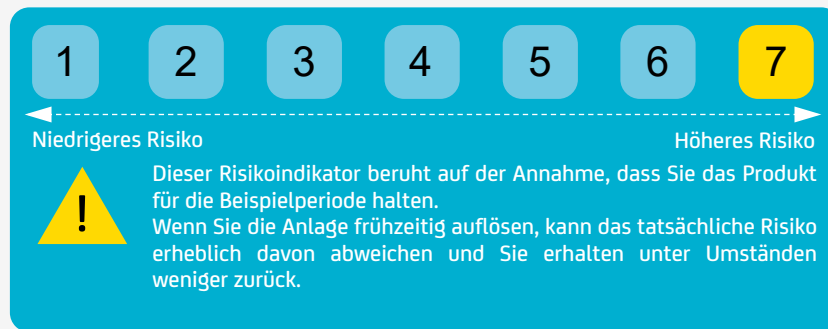 1 2 3 4 5 6 7
Niedrigeres Risiko Höheres Risiko
!
Dieser Risikoindikator beruht auf der Annahme, dass Sie das Produkt
für die Beispielperiode halten.
Wenn Sie die Anlage frühzeitig auflösen, kann das tatsächliche Risiko
erheblich davon abweichen und Sie erhalten unter Umständen
weniger zurück.